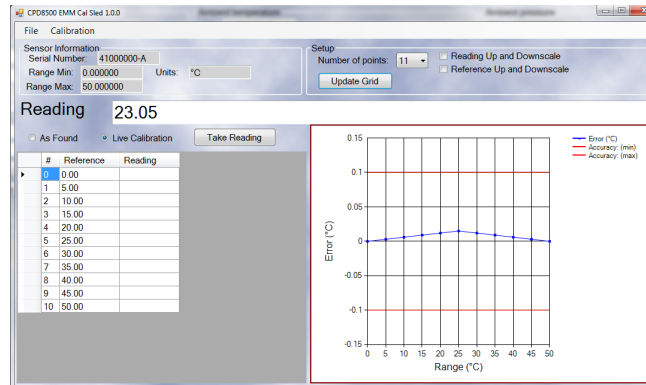 CPD8500 EMM Cal Sled 1.0.0
Ambient temperature
Ambient pressure
File Calibration
Sensor Information
Serial Number: 41000000-A
Range Min: 0.000000 Units: °C
Range Max: 50.000000
Setup
Number of points: 11
Reading Up and Downscale
Reference Up and Downscale
Update Grid
Reading 23.05
As Found Live Calibration Take Reading
# Reference Reading
0 0.00
1 5.00
2 10.00
3 15.00
4 20.00
5 25.00
6 30.00
7 35.00
8 40.00
9 45.00
10 50.00
Error (°C)
Accuracy: (min)
Accuracy: (max)
0.15
0.1
0.05
0
-0.05
-0.1
-0.15
Error (°C)
0 5 10 15 20 25 30 35 40 45 50
Range (°C)